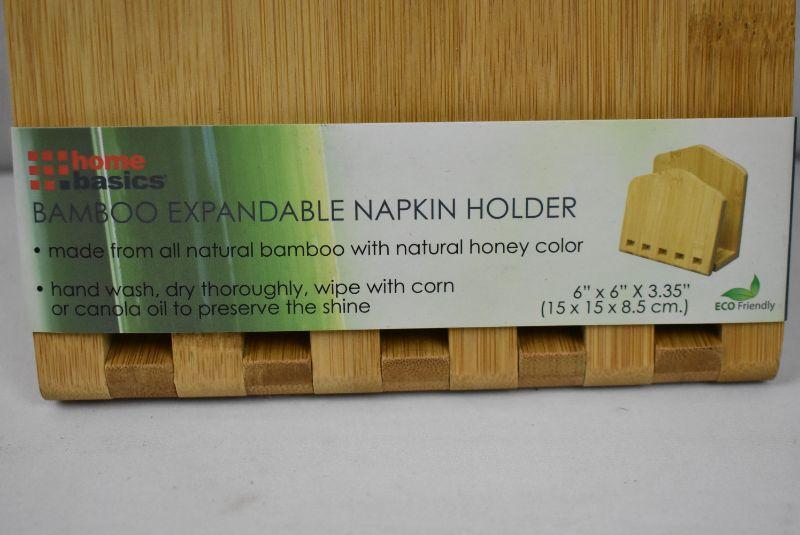 home
basics®
BAMBOO EXPANDABLE NAPKIN HOLDER
• made from all natural bamboo with natural honey color
• hand wash, dry thoroughly, wipe with corn
or canola oil to preserve the shine
6" x 6" X 3.35"
(15 x 15 x 8.5 cm.)
ECO Friendly